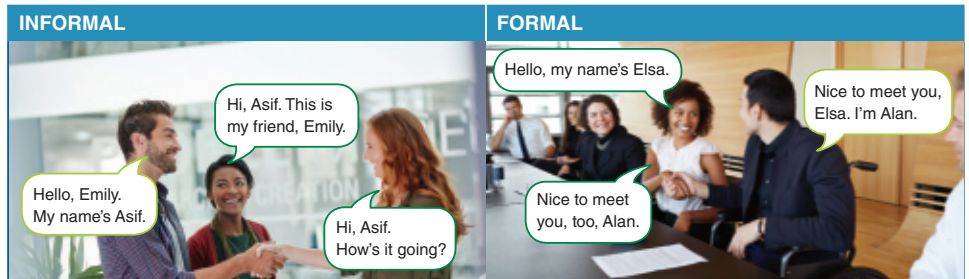 INFORMAL
Hi, Asif. This is
my friend, Emily.
Hello, Emily.
My name's Asif.
Hi, Asif.
How's it going?
FORMAL
Hello, my name's Elsa.
Nice to meet you,
Elsa. I'm Alan.
Nice to meet
you, too, Alan.